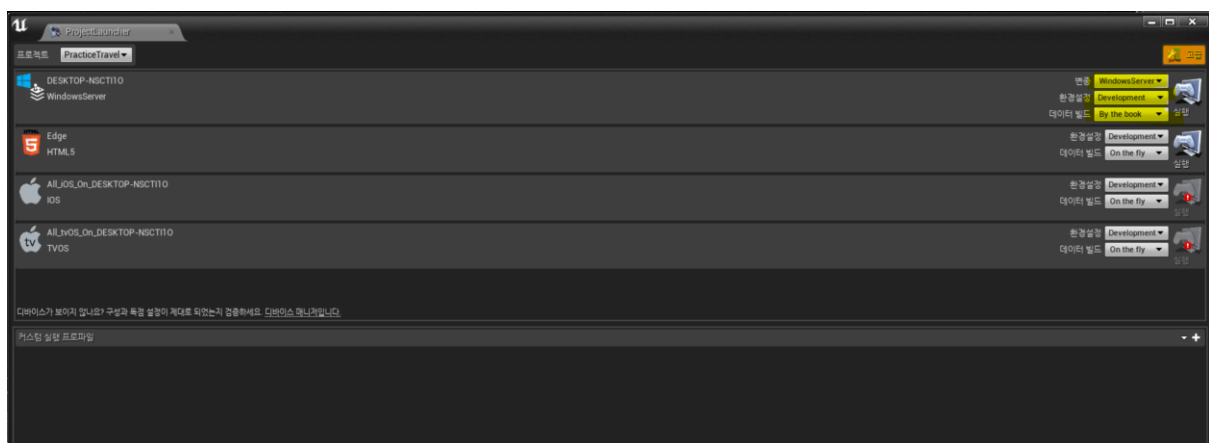 ProjectLauncher
프로젝트 PracticeTravel
고급
DESKTOP-NSCTI1O
WindowsServer
변종 WindowsServer
환경설정 Development
데이터 빌드 By the book
실행
Edge
HTML5
환경설정 Development
데이터 빌드 On the fly
실행
All_iOS_On_DESKTOP-NSCTI1O
IOS
환경설정 Development
데이터 빌드 On the fly
실행
All_tvOS_On_DESKTOP-NSCTI1O
TVOS
환경설정 Development
데이터 빌드 On the fly
실행
디바이스가 보이지 않나요? 구성과 독점 설정이 제대로 되었는지 검증하세요. 디바이스 매니저입니다.
커스텀 실행 프로파일